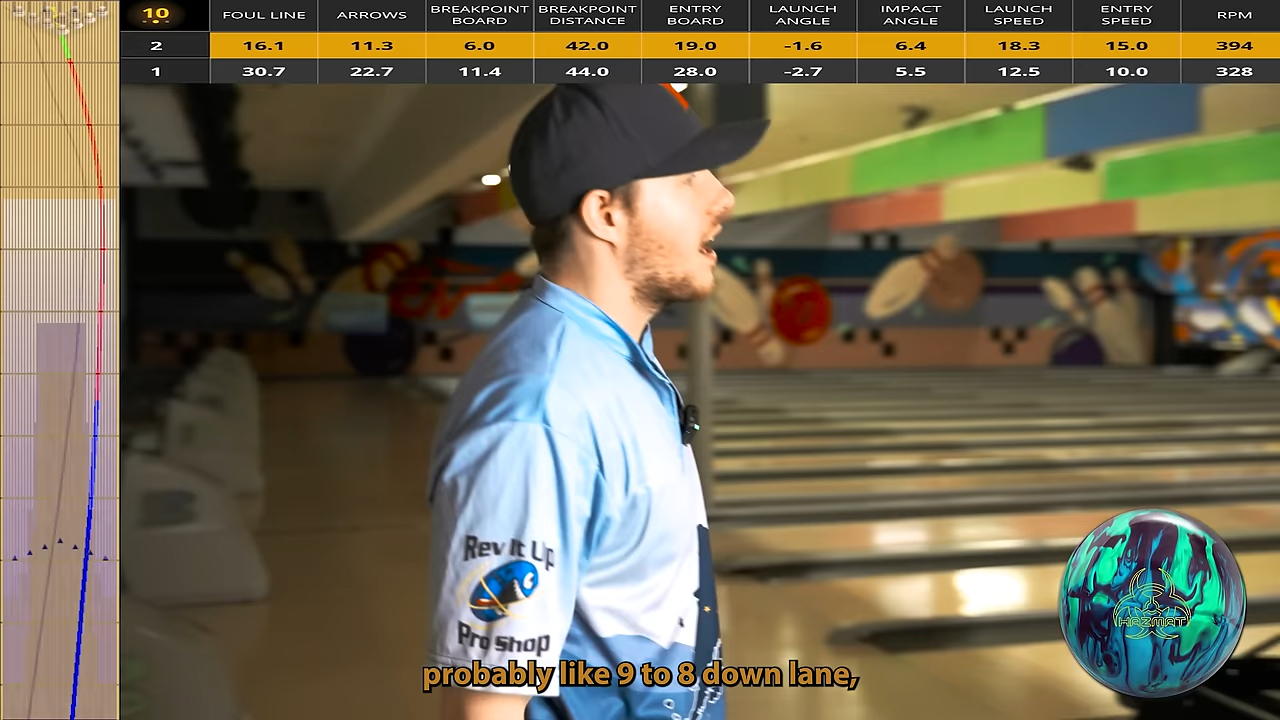 10 FOUL LINE ARROWS BREAKPOINT BOARD BREAKPOINT DISTANCE ENTRY BOARD LAUNCH ANGLE IMPACT ANGLE LAUNCH SPEED ENTRY SPEED RPM
2 16.1 11.3 6.0 42.0 19.0 -1.6 6.4 18.3 15.0 394
1 30.7 22.7 11.4 44.0 28.0 -2.7 5.5 12.5 10.0 328
Rev It Up
Pro Shop
HAZMAT
probably like 9 to 8 down lane,